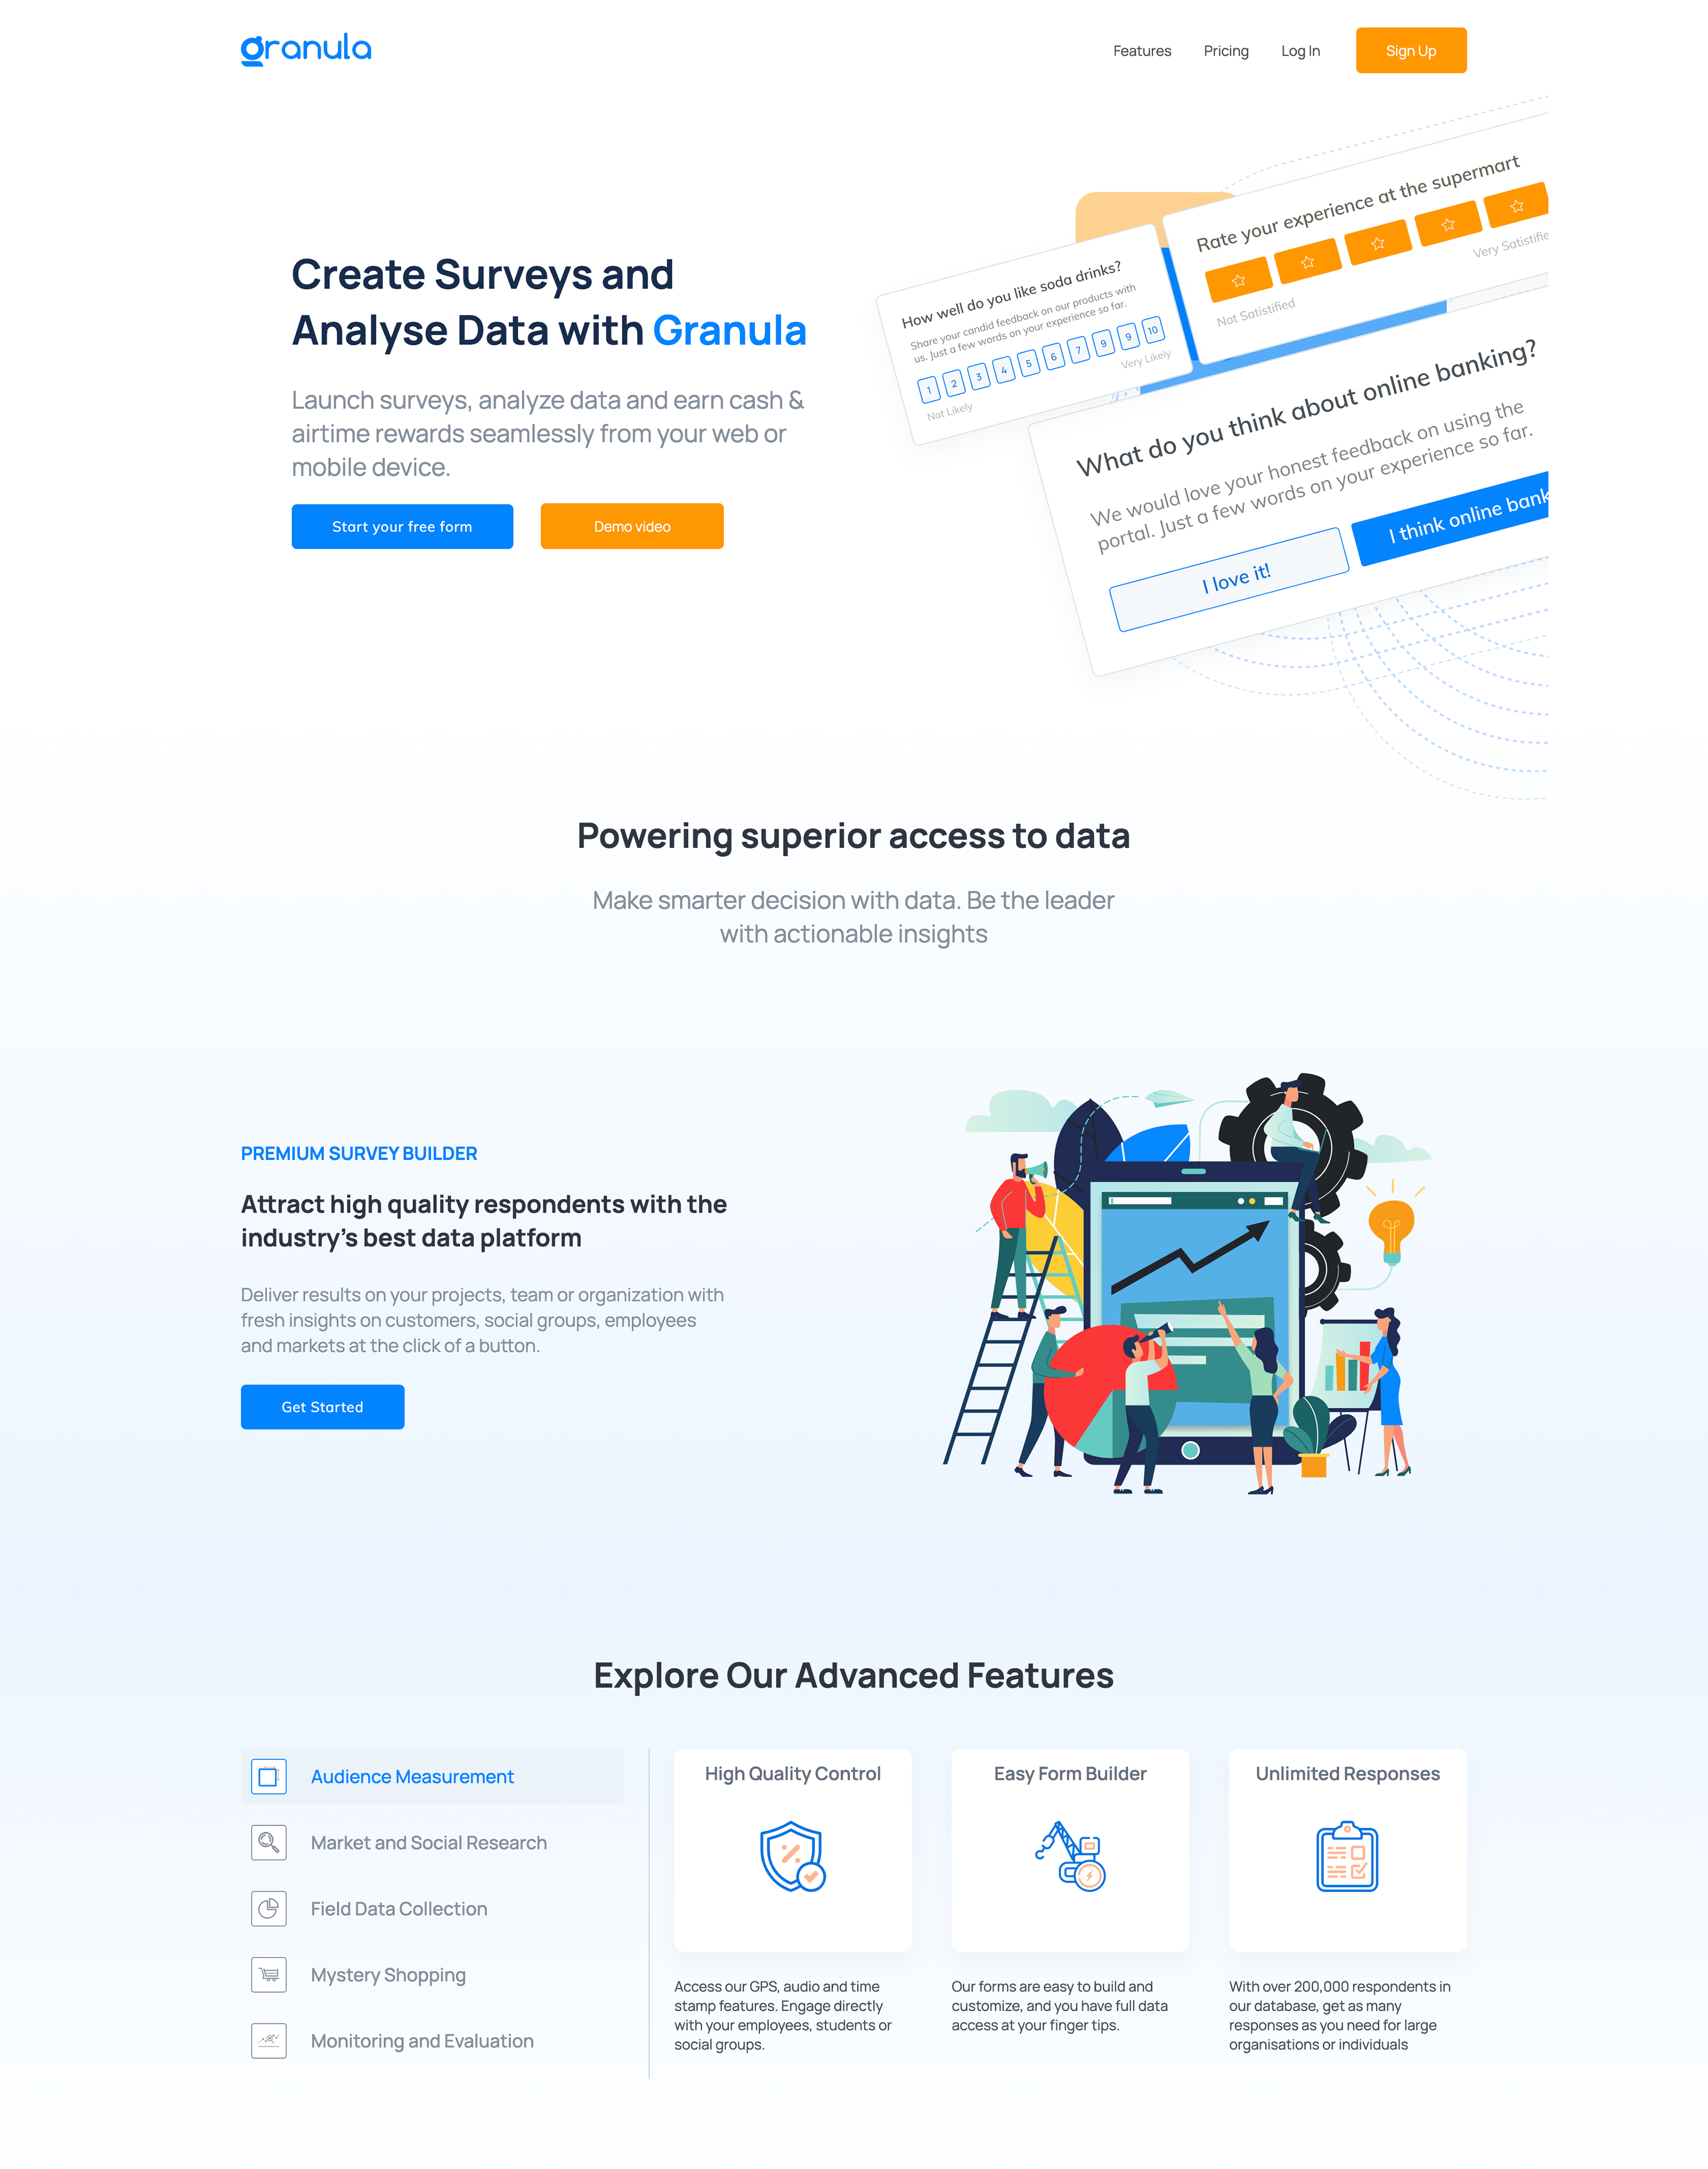 granula
Features
Pricing
Log In
Sign Up
Create Surveys and
Analyse Data with Granula
Launch surveys, analyze data and earn cash &
airtime rewards seamlessly from your web or
mobile device.
Start your free form
Demo video
How well do you like soda drinks?
Share your candid feedback on our products with
us. Just a few words on your experience so far.
1 2 3 4 5 6 7 9 9 10
Not Likely
Very Likely
Rate your experience at the supermart
Not Satistified
Very Satistifie
What do you think about online banking?
We would love your honest feedback on using the
portal. Just a few words on your experience so far.
I love it!
I think online bank
Powering superior access to data
Make smarter decision with data. Be the leader
with actionable insights
PREMIUM SURVEY BUILDER
Attract high quality respondents with the
industry's best data platform
Deliver results on your projects, team or organization with
fresh insights on customers, social groups, employees
and markets at the click of a button.
Get Started
Explore Our Advanced Features
Audience Measurement
Market and Social Research
Field Data Collection
Mystery Shopping
Monitoring and Evaluation
High Quality Control
Access our GPS, audio and time
stamp features. Engage directly
with your employees, students or
social groups.
Easy Form Builder
Our forms are easy to build and
customize, and you have full data
access at your finger tips.
Unlimited Responses
With over 200,000 respondents in
our database, get as many
responses as you need for large
organisations or individuals